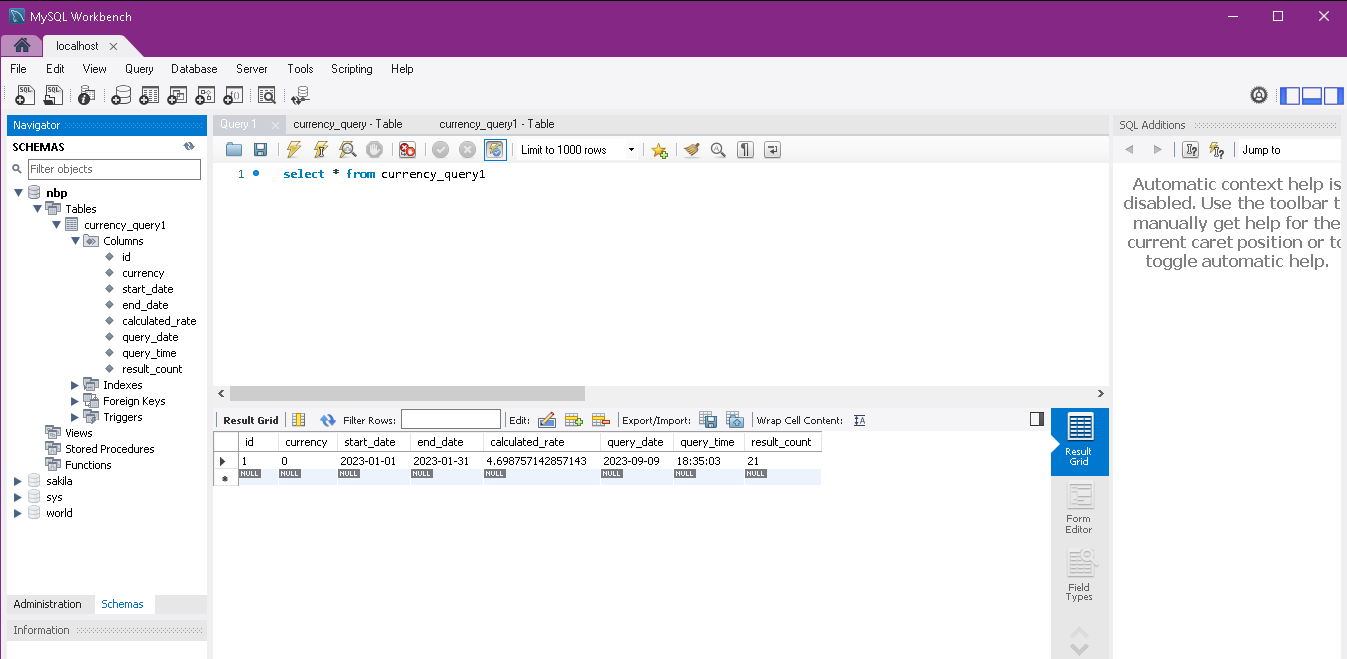 MySQL Workbench
localhost
File Edit View Query Database Server Tools Scripting Help
Navigator
SCHEMAS
Filter objects
nbp
Tables
currency_query1
Columns
id
currency
start_date
end_date
calculated_rate
query_date
query_time
result_count
Indexes
Foreign Keys
Triggers
Views
Stored Procedures
Functions
sakila
sys
world
Administration Schemas
Information
Query 1 currency_query - Table currency_query1 - Table
Limit to 1000 rows
1 select * from currency_query1
Result Grid Filter Rows: Edit: Export/Import: Wrap Cell Content:
id currency start_date end_date calculated_rate query_date query_time result_count
1 0 2023-01-01 2023-01-31 4.698757142857143 2023-09-09 18:35:03 21
NULL NULL NULL NULL NULL NULL NULL NULL
Result
Grid
Form
Editor
Field
Types
SQL Additions
Jump to
Automatic context help is
disabled. Use the toolbar t
manually get help for the
current caret position or to
toggle automatic help.